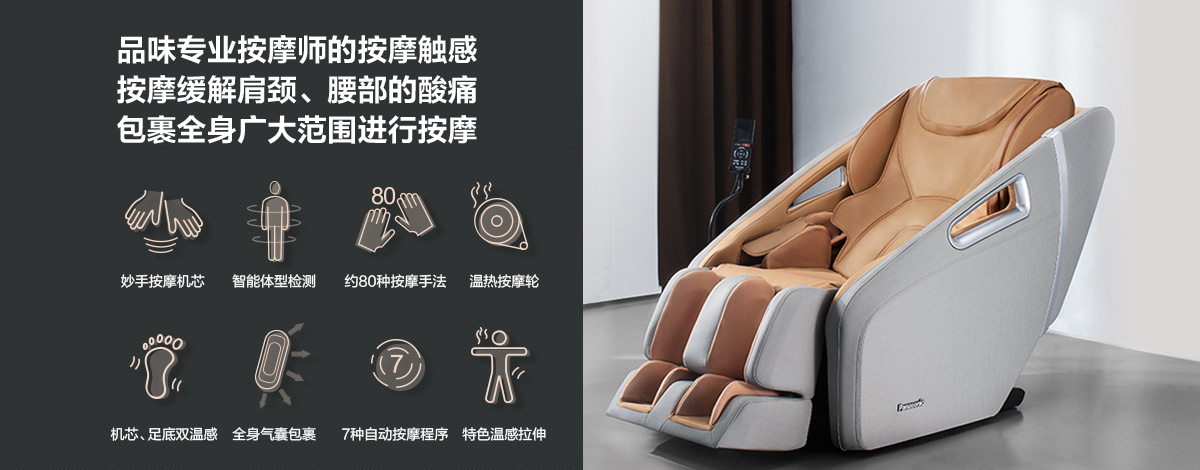 品味专业按摩师的按摩触感
按摩缓解肩颈、腰部的酸痛
包裹全身广大范围进行按摩
80
妙手按摩机芯
智能体型检测
约80种按摩手法
温热按摩轮
7
机芯、足底双温感
全身气囊包裹
7种自动按摩程序
特色温感拉伸
Panasonic